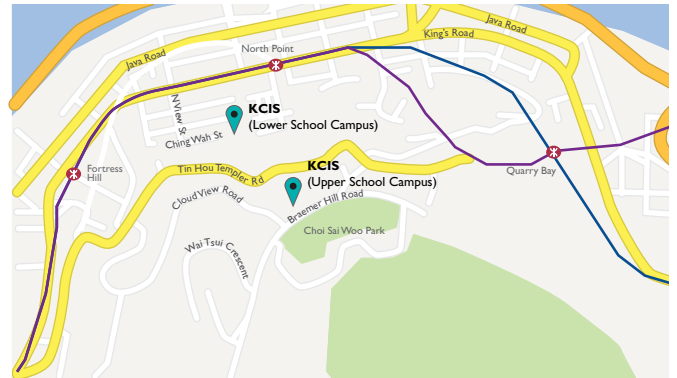 Java Road
King's Road
Java Road
North Point
N View St
KCIS
(Lower School Campus)
Ching Wah St
Fortress
Hill
Tin Hou Templer Rd
KCIS
(Upper School Campus)
Quarry Bay
Cloud View Road
Braemer Hill Road
Choi Sai Woo Park
Wai Tsui Crescent